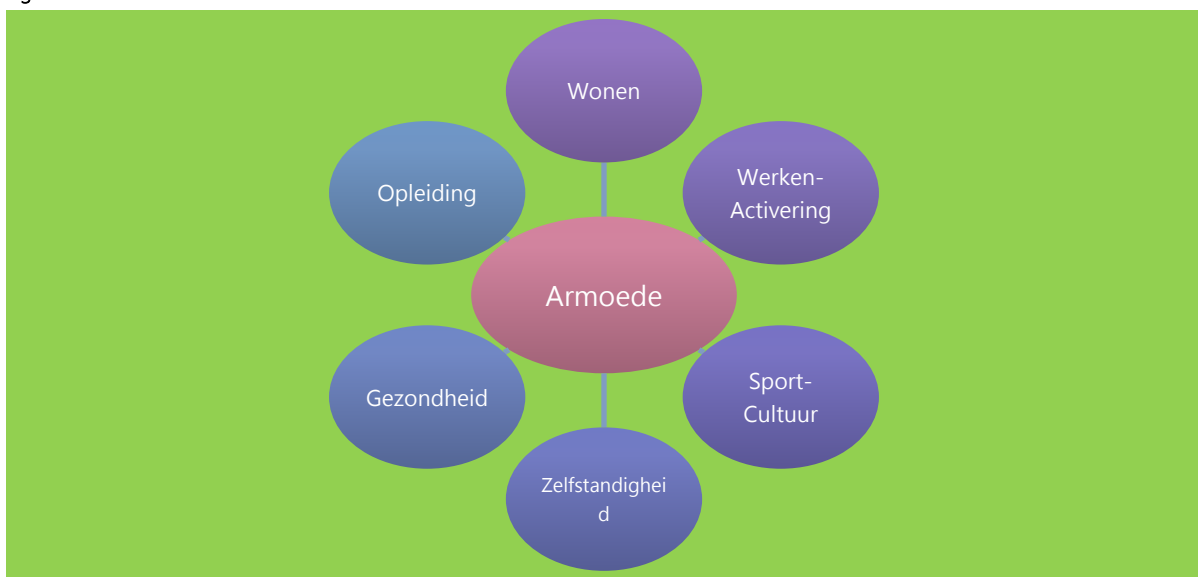 Wonen
Opleiding
Werken-
Activering
Armoede
Gezondheid
Sport-
Cultuur
Zelfstandighei
d